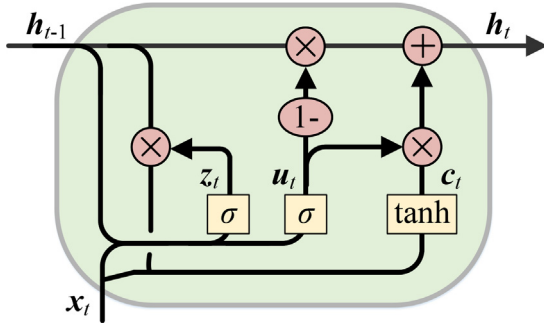 h_{t-1} × + h_t
1-
× ×
z_t u_t c_t
σ σ tanh
x_t